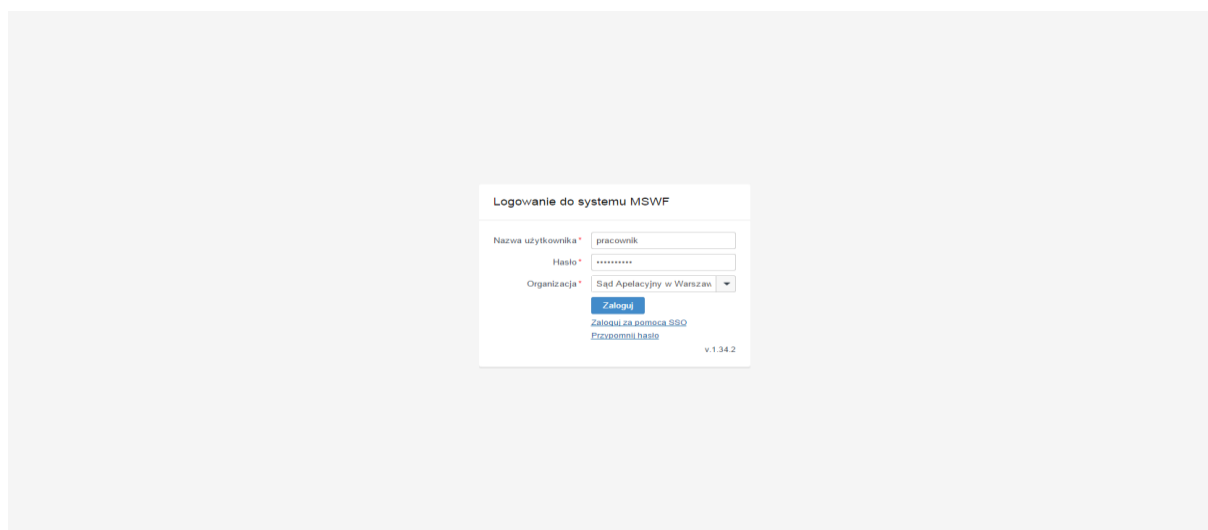 Logowanie do systemu MSWF
Nazwa użytkownika * pracownik
Hasło * ••••••••••
Organizacja * Sąd Apelacyjny w Warszaw
Zaloguj
Zaloguj za pomocą SSO
Przypomnij hasło
v.1.34.2